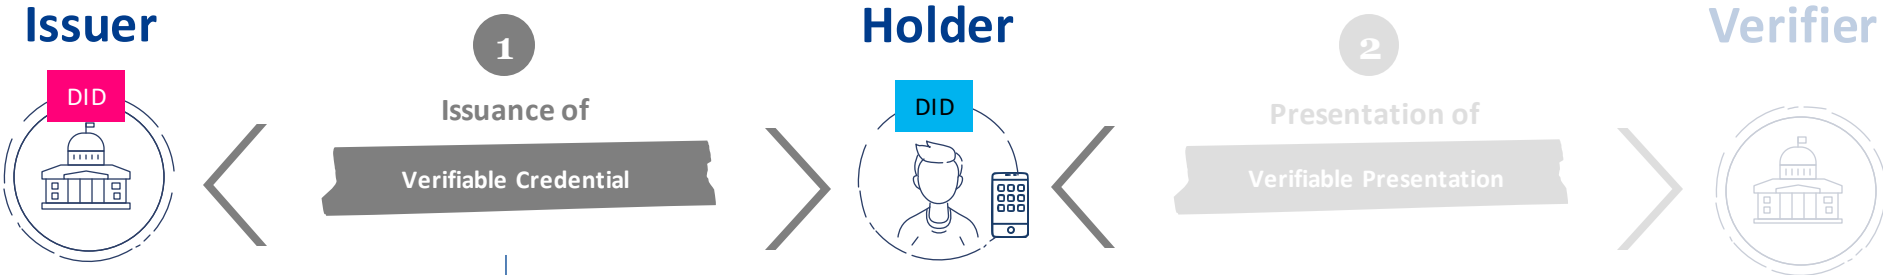 Issuer
DID
1
Issuance of
Verifiable Credential
Holder
DID
2
Presentation of
Verifiable Presentation
Verifier